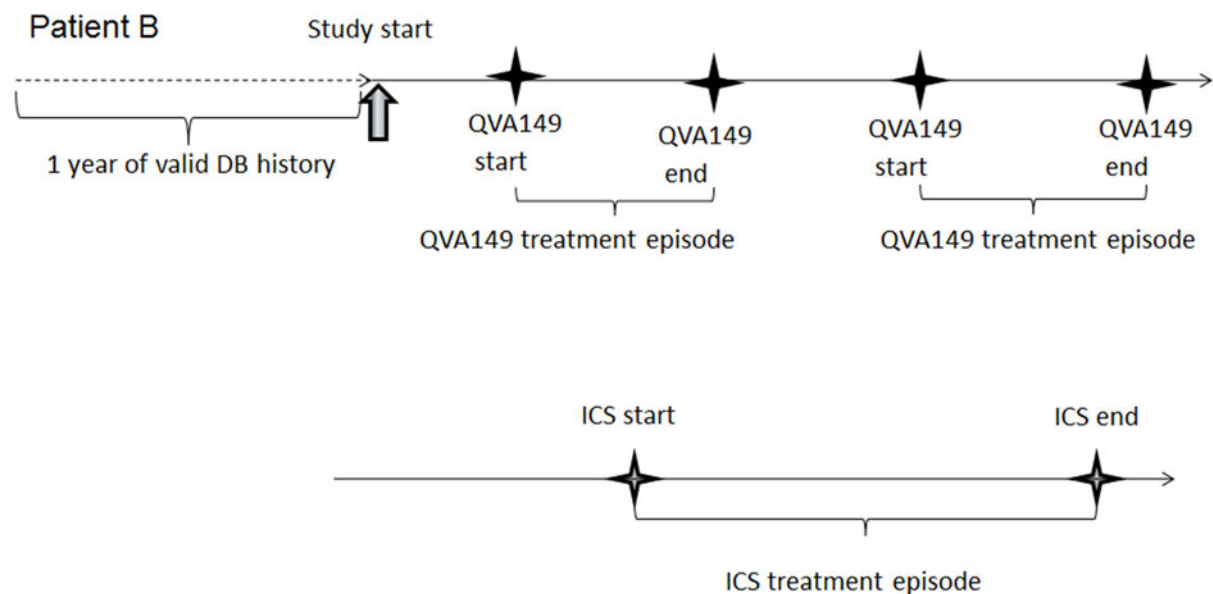 Patient B
Study start
1 year of valid DB history
QVA149
start
QVA149
end
QVA149
start
QVA149
end
QVA149 treatment episode
QVA149 treatment episode
ICS start
ICS end
ICS treatment episode